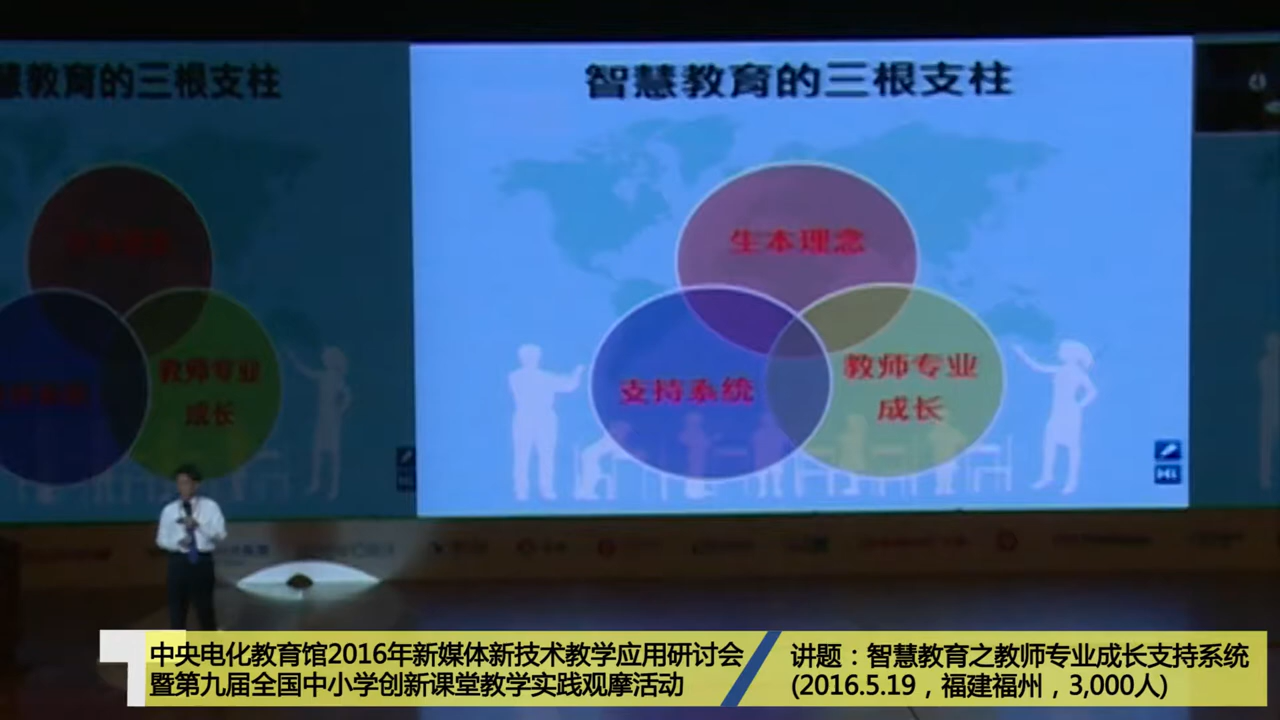 慧教育的三根支柱
智慧教育的三根支柱
生本理念
支持系统
教师专业
成长
教师专业
成长
中央电化教育馆2016年新媒体新技术教学应用研讨会
暨第九届全国中小学创新课堂教学实践观摩活动
讲题：智慧教育之教师专业成长支持系统
(2016.5.19，福建福州，3,000人)